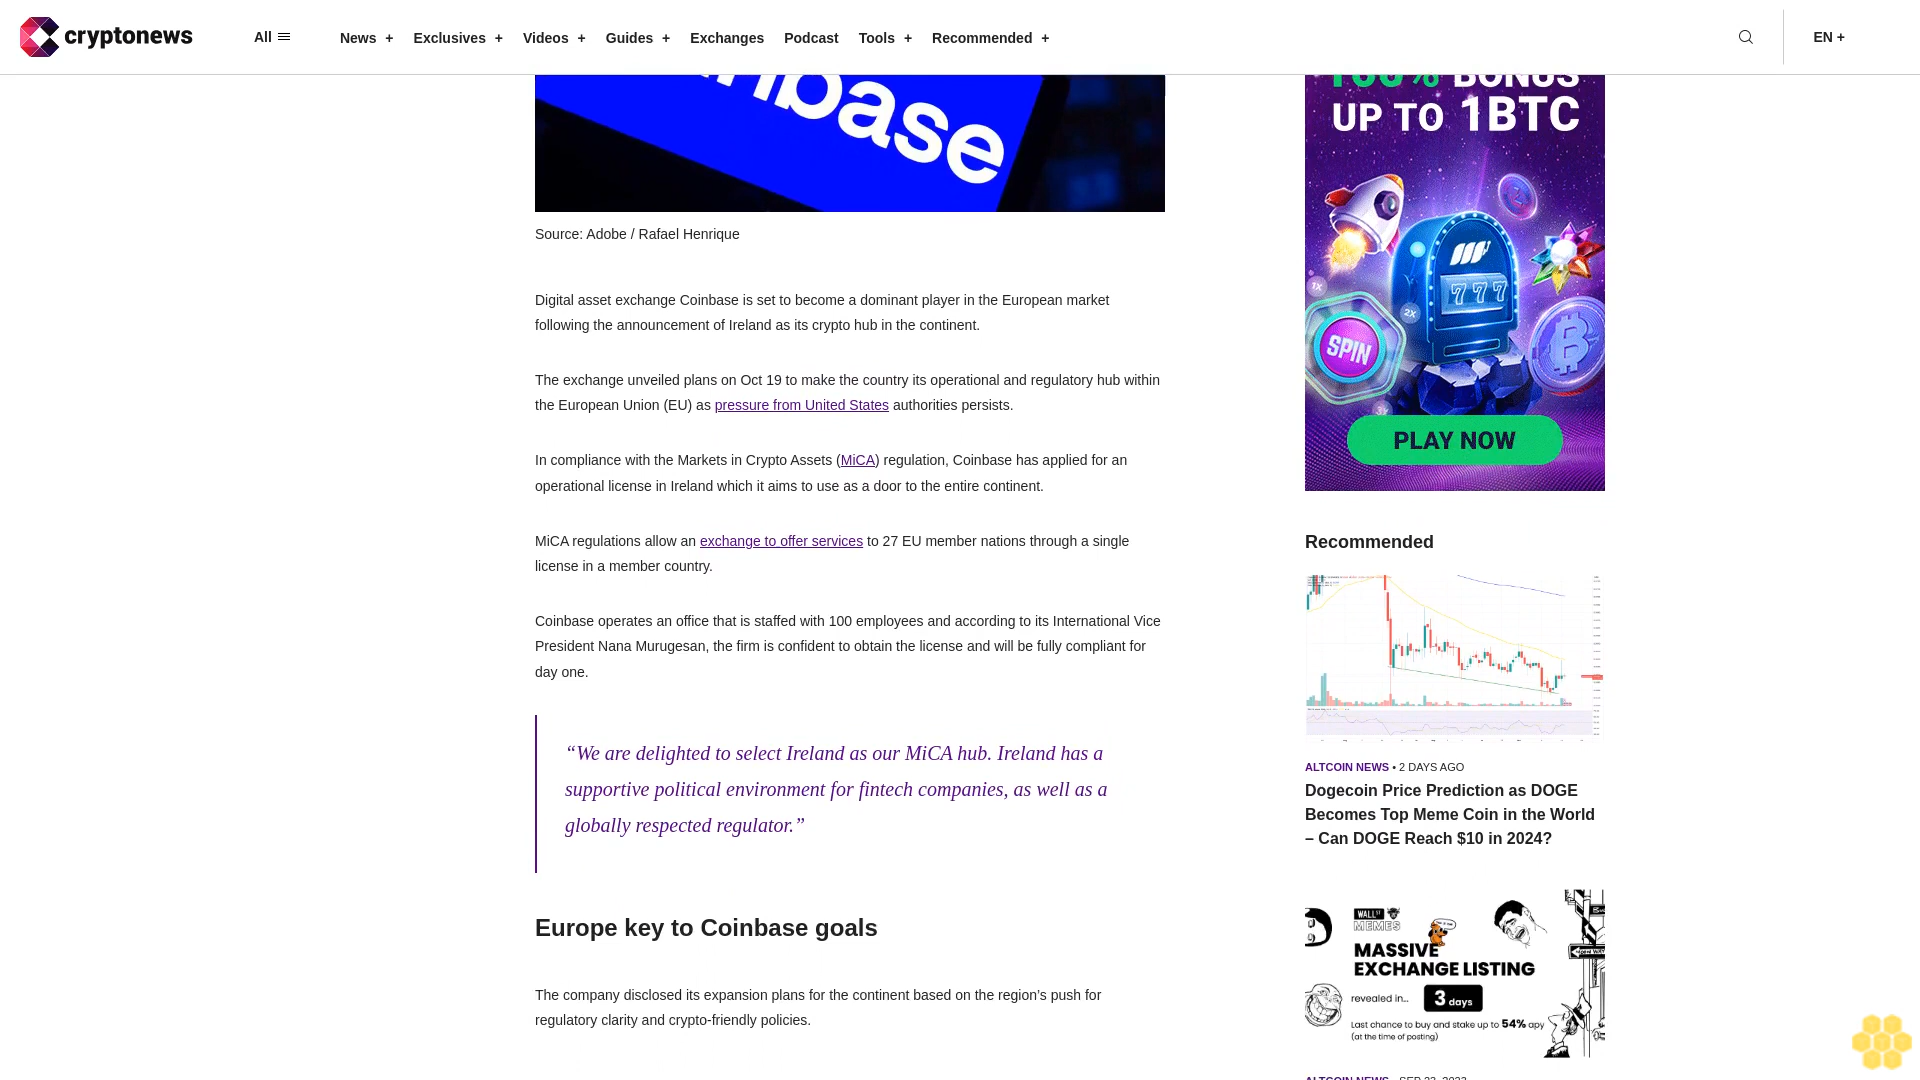 cryptonews
All
News +
Exclusives +
Videos +
Guides +
Exchanges
Podcast
Tools +
Recommended +
EN +
base
Source: Adobe / Rafael Henrique
Digital asset exchange Coinbase is set to become a dominant player in the European market
following the announcement of Ireland as its crypto hub in the continent.
The exchange unveiled plans on Oct 19 to make the country its operational and regulatory hub within
the European Union (EU) as pressure from United States authorities persists.
In compliance with the Markets in Crypto Assets (MiCA) regulation, Coinbase has applied for an
operational license in Ireland which it aims to use as a door to the entire continent.
MiCA regulations allow an exchange to offer services to 27 EU member nations through a single
license in a member country.
Coinbase operates an office that is staffed with 100 employees and according to its International Vice
President Nana Murugesan, the firm is confident to obtain the license and will be fully compliant for
day one.
“We are delighted to select Ireland as our MiCA hub. Ireland has a
supportive political environment for fintech companies, as well as a
globally respected regulator.”
Europe key to Coinbase goals
The company disclosed its expansion plans for the continent based on the region’s push for
regulatory clarity and crypto-friendly policies.
100% BONUS
UP TO 1BTC
777
1X
2X
SPIN
3X
PLAY NOW
Recommended
ALTCOIN NEWS • 2 DAYS AGO
Dogecoin Price Prediction as DOGE
Becomes Top Meme Coin in the World
– Can DOGE Reach $10 in 2024?
WALL ST
MEMES
MASSIVE
EXCHANGE LISTING
revealed in... 3 days
Last chance to buy and stake up to 54% apy
(at the time of posting)
ALTCOIN NEWS • SEP 23, 2023